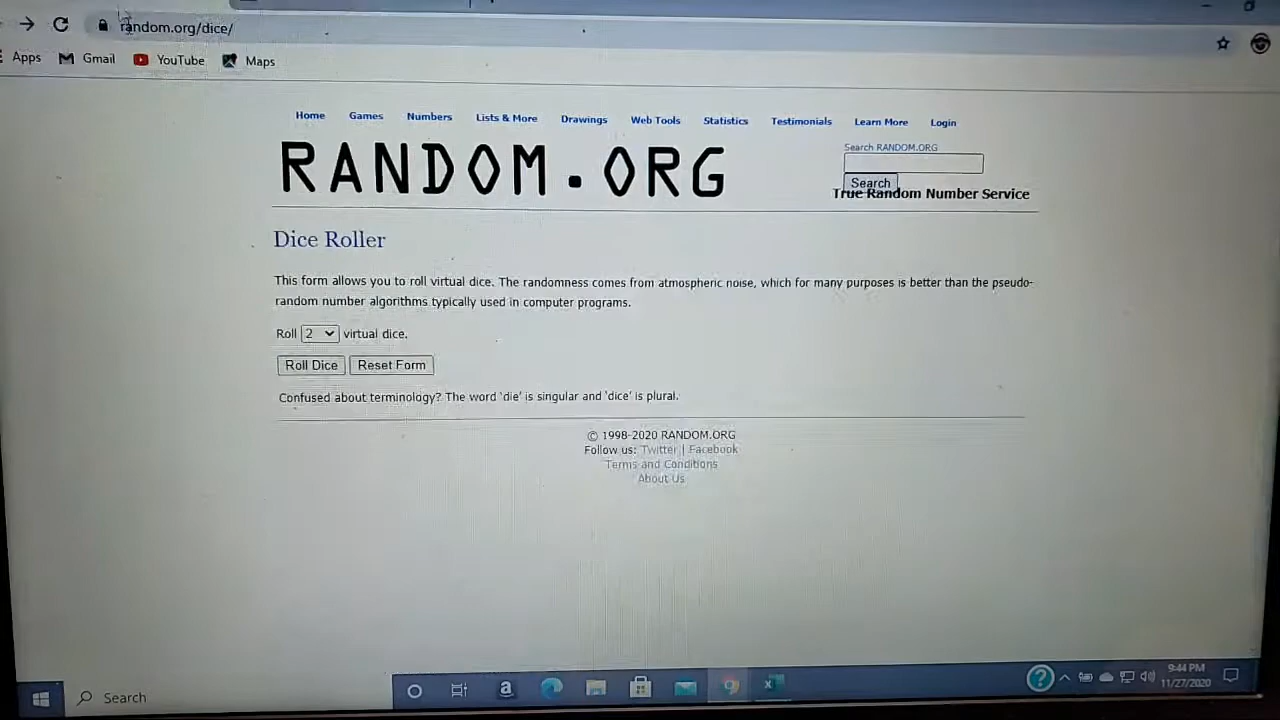 random.org/dice/
Apps Gmail YouTube Maps
Home Games Numbers Lists & More Drawings Web Tools Statistics Testimonials Learn More Login
RANDOM.ORG
Search RANDOM.ORG
Search
True Random Number Service
Dice Roller
This form allows you to roll virtual dice. The randomness comes from atmospheric noise, which for many purposes is better than the pseudo-
random number algorithms typically used in computer programs.
Roll 2 virtual dice.
Roll Dice Reset Form
Confused about terminology? The word 'die' is singular and 'dice' is plural.
© 1998-2020 RANDOM.ORG
Follow us: Twitter | Facebook
Terms and Conditions
About Us
9:44 PM
Search
11/27/2020